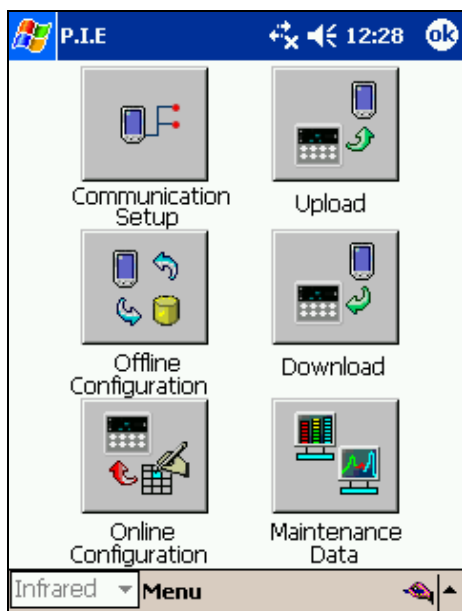 P.I.E 12:28 ok
Communication
Setup
Upload
Offline
Configuration
Download
Online
Configuration
Maintenance
Data
Infrared Menu